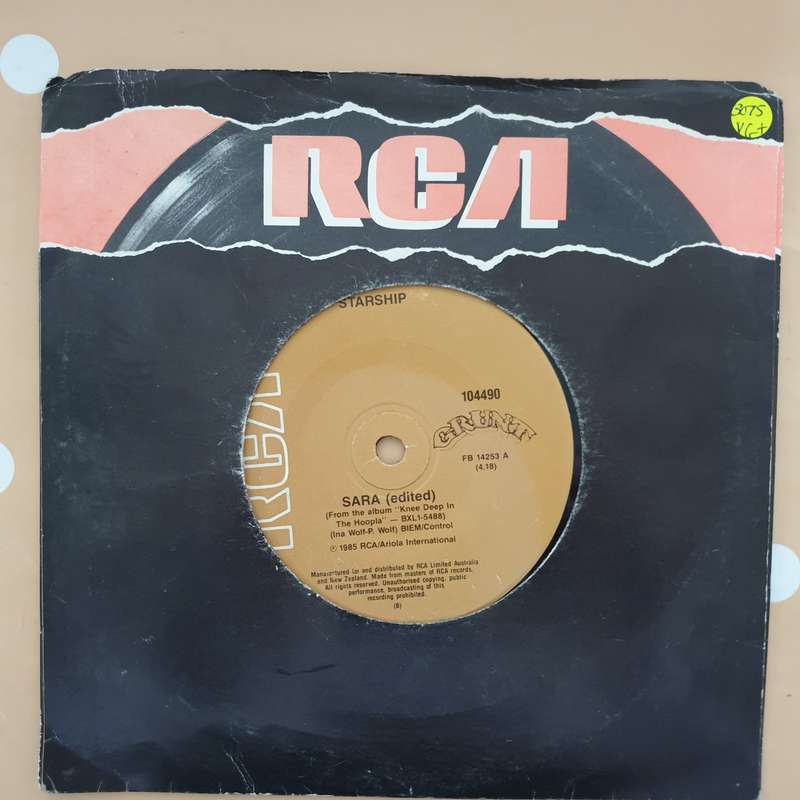 RCA
3075
VG+
STARSHIP
RCA
104490
GRUNT
FB 14253 A
(4.18)
SARA (edited)
(From the album "Knee Deep In
The Hoopla" — BXL1-5488)
(Ina Wolf-P. Wolf) BIEM/Control
℗ 1985 RCA/Ariola International
Manufactured for and distributed by RCA Limited Australia
and New Zealand. Made from masters of RCA records.
All rights reserved. Unauthorised copying, public
performance, broadcasting of this
recording prohibited.
(8)